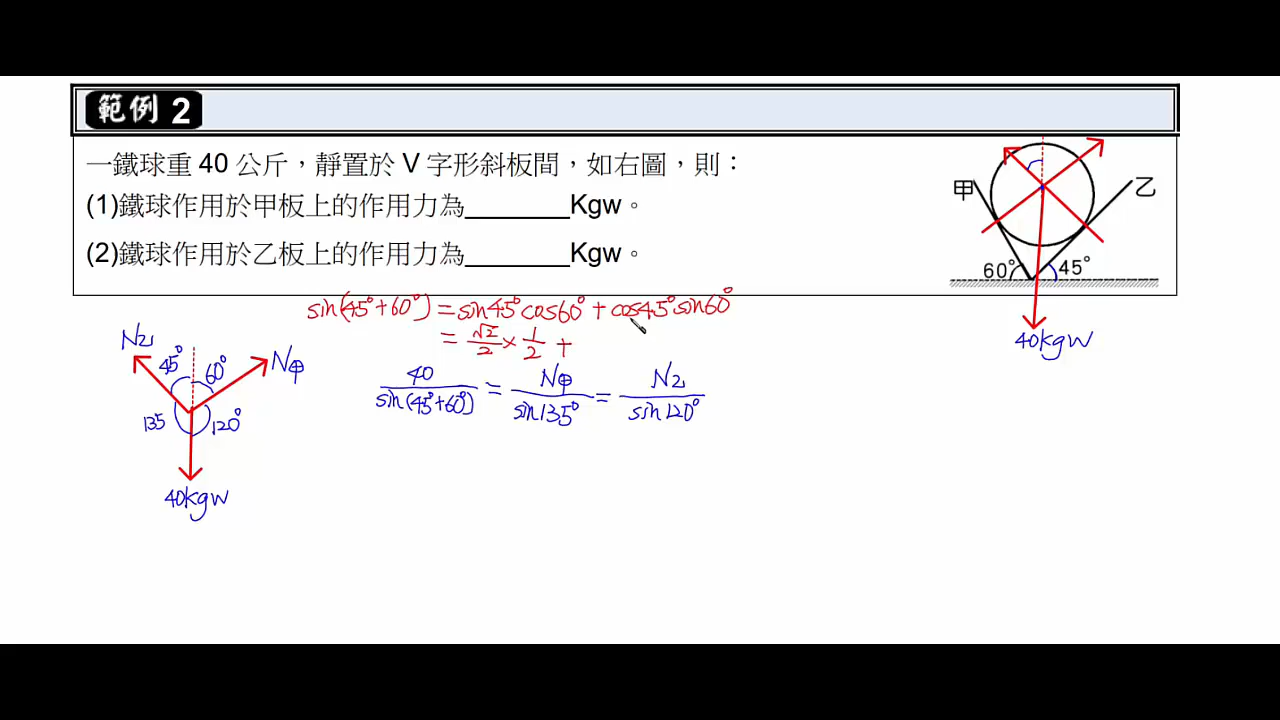 範例 2
一鐵球重 40 公斤，靜置於 V 字形斜板間，如右圖，則：
(1)鐵球作用於甲板上的作用力為_______Kgw。
(2)鐵球作用於乙板上的作用力為_______Kgw。
甲
乙
60°
45°
40kgw
sin(45°+60°) = sin45°cos60° + cos45°sin60°
= √2/2 × 1/2 +
N乙
45°
60°
N甲
135
120°
40kgw
40/sin(45°+60°) = N甲/sin135° = N乙/sin120°